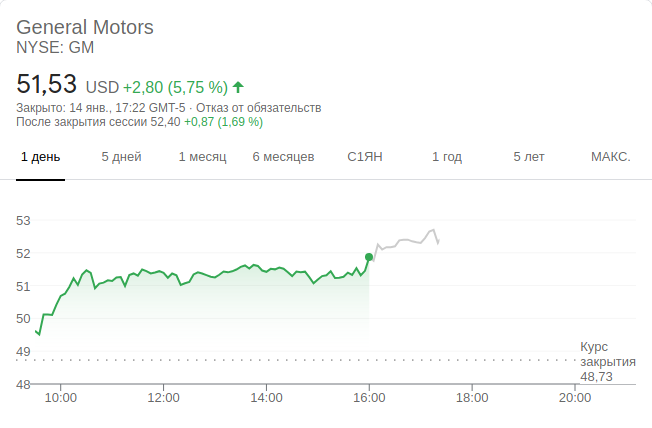 General Motors
NYSE: GM
51,53 USD +2,80 (5,75 %)
Закрыто: 14 янв., 17:22 GMT-5 · Отказ от обязательств
После закрытия сессии 52,40 +0,87 (1,69 %)
1 день 5 дней 1 месяц 6 месяцев С1ЯН 1 год 5 лет МАКС.
53
52
51
50
49
48
Курс
закрытия
48,73
10:00 12:00 14:00 16:00 18:00 20:00